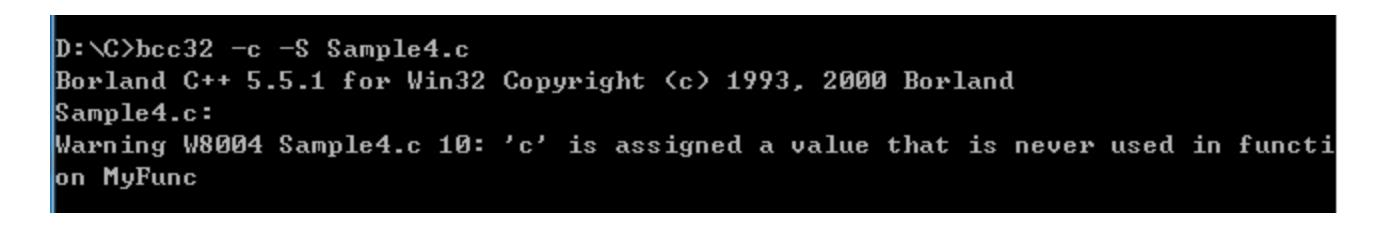 D:\C>bcc32 -c -S Sample4.c
Borland C++ 5.5.1 for Win32 Copyright (c) 1993, 2000 Borland
Sample4.c:
Warning W8004 Sample4.c 10: 'c' is assigned a value that is never used in functi
on MyFunc